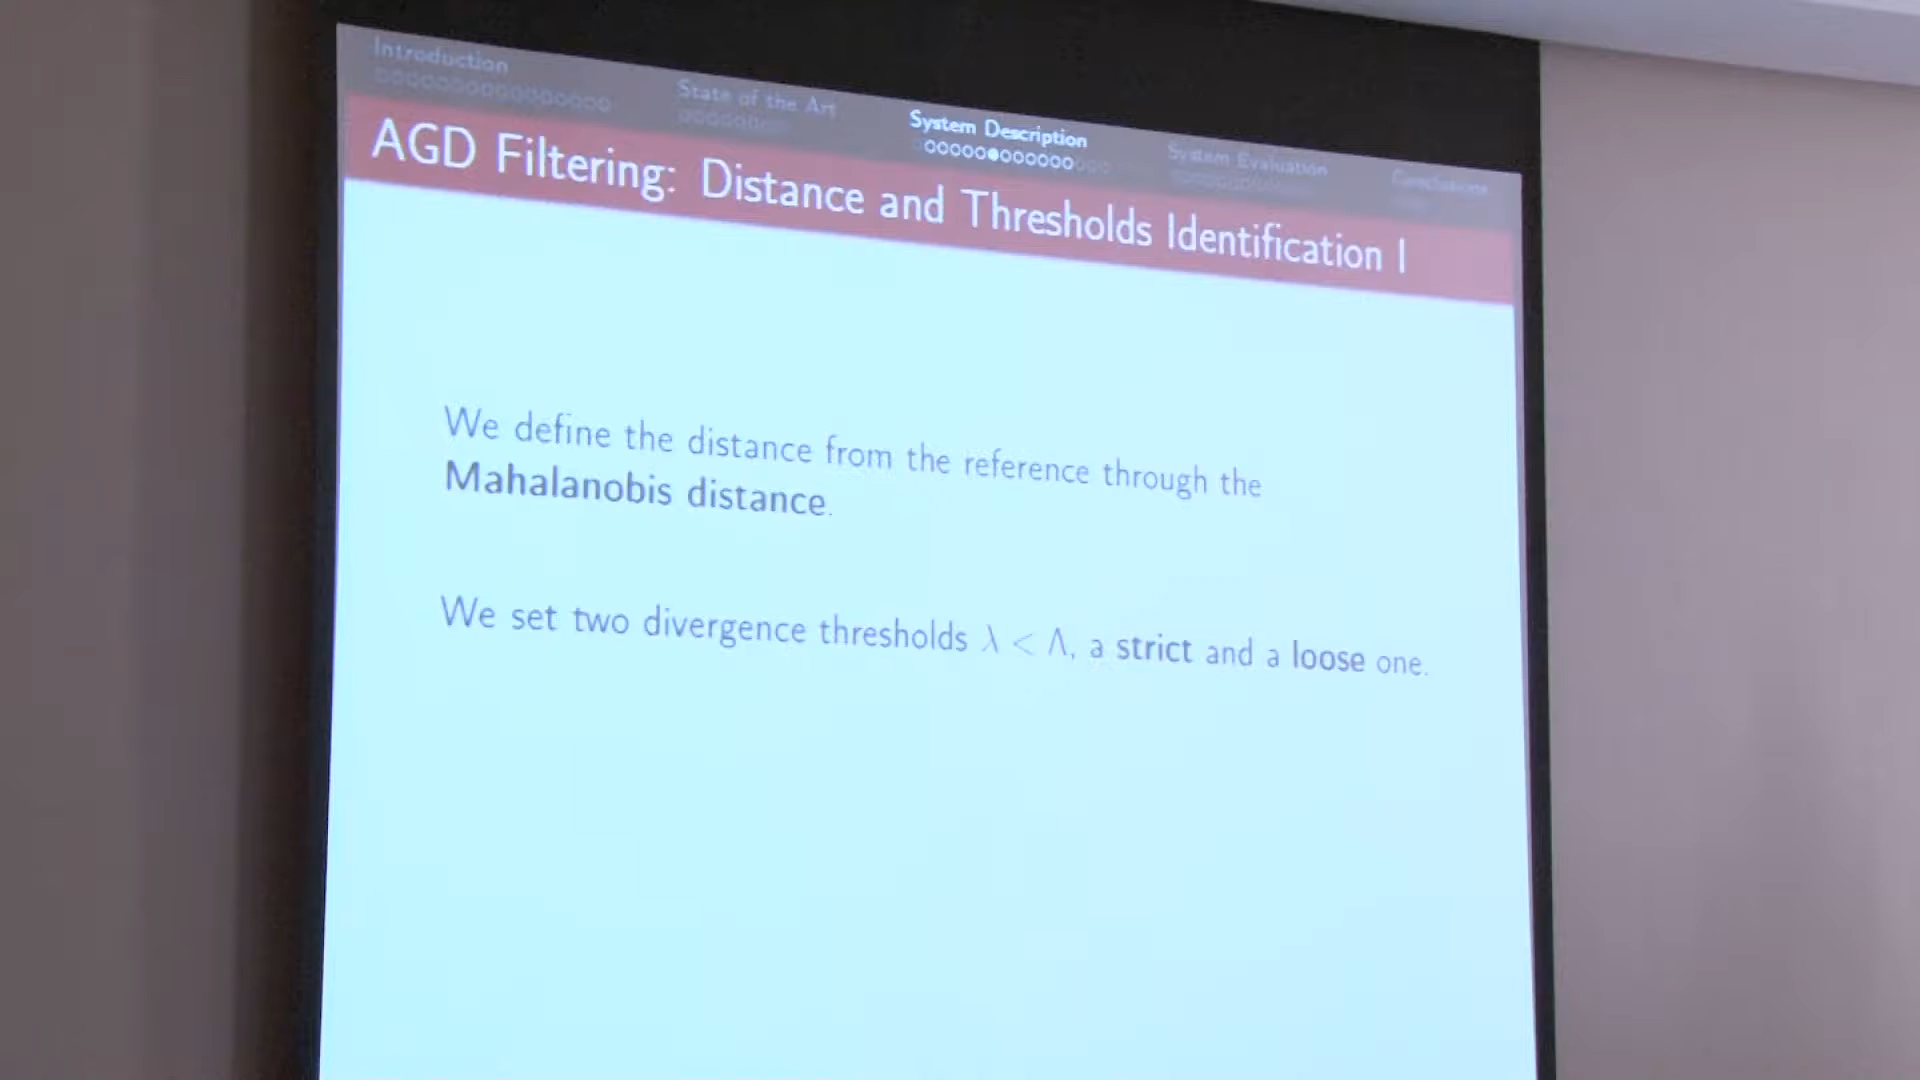 Introduction
State of the Art
System Description
System Evaluation
Conclusions
AGD Filtering: Distance and Thresholds Identification I
We define the distance from the reference through the
Mahalanobis distance.
We set two divergence thresholds λ < Λ, a strict and a loose one.